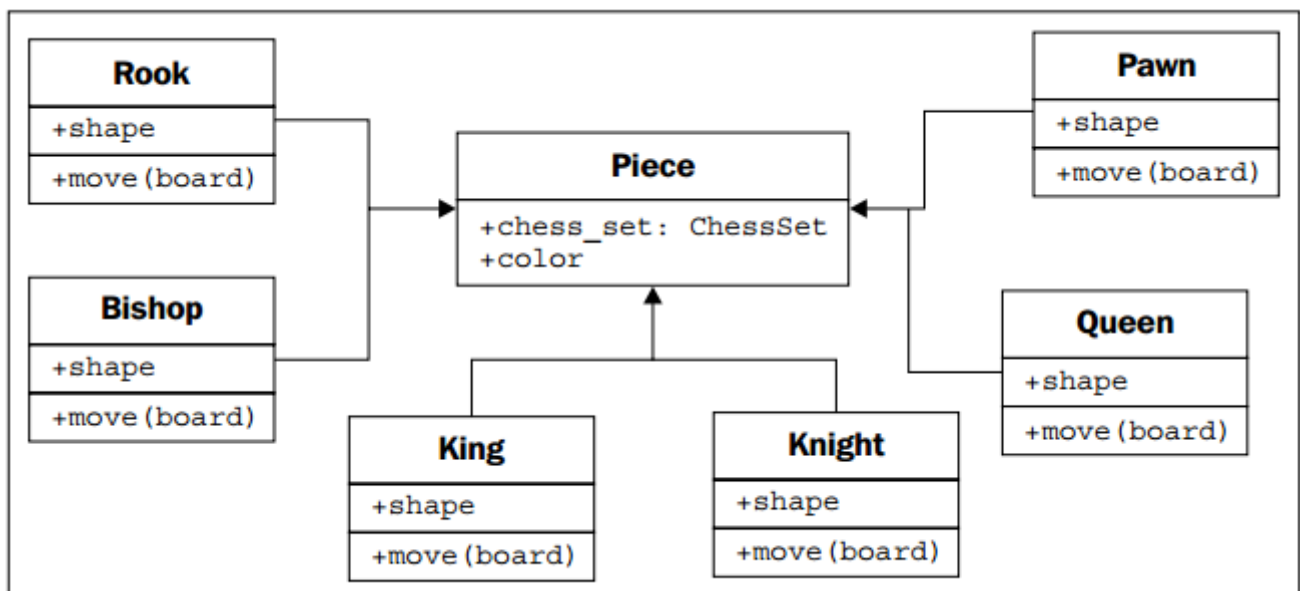 Rook
+shape
+move(board)
Pawn
+shape
+move(board)
Piece
+chess_set: ChessSet
+color
Bishop
+shape
+move(board)
Queen
+shape
+move(board)
King
+shape
+move(board)
Knight
+shape
+move(board)